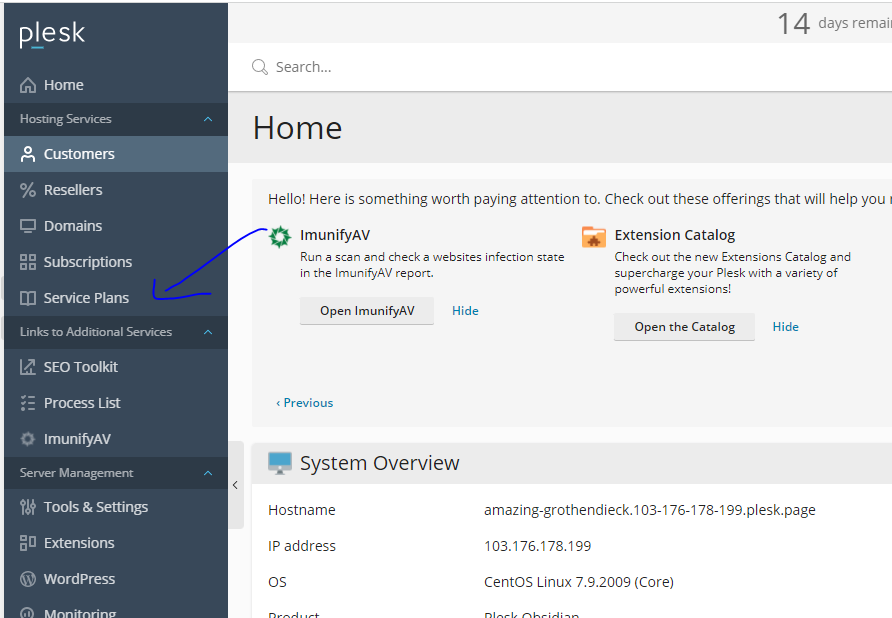 plesk
Home
Hosting Services
Customers
Resellers
Domains
Subscriptions
Service Plans
Links to Additional Services
SEO Toolkit
Process List
ImunifyAV
Server Management
Tools & Settings
Extensions
WordPress
Monitoring
14 days remai
Search...
Home
Hello! Here is something worth paying attention to. Check out these offerings that will help you
ImunifyAV
Run a scan and check a websites infection state
in the ImunifyAV report.
Open ImunifyAV Hide
Extension Catalog
Check out the new Extensions Catalog and
supercharge your Plesk with a variety of
powerful extensions!
Open the Catalog Hide
‹ Previous
System Overview
Hostname amazing-grothendieck.103-176-178-199.plesk.page
IP address 103.176.178.199
OS CentOS Linux 7.9.2009 (Core)
Product Plesk Obsidian